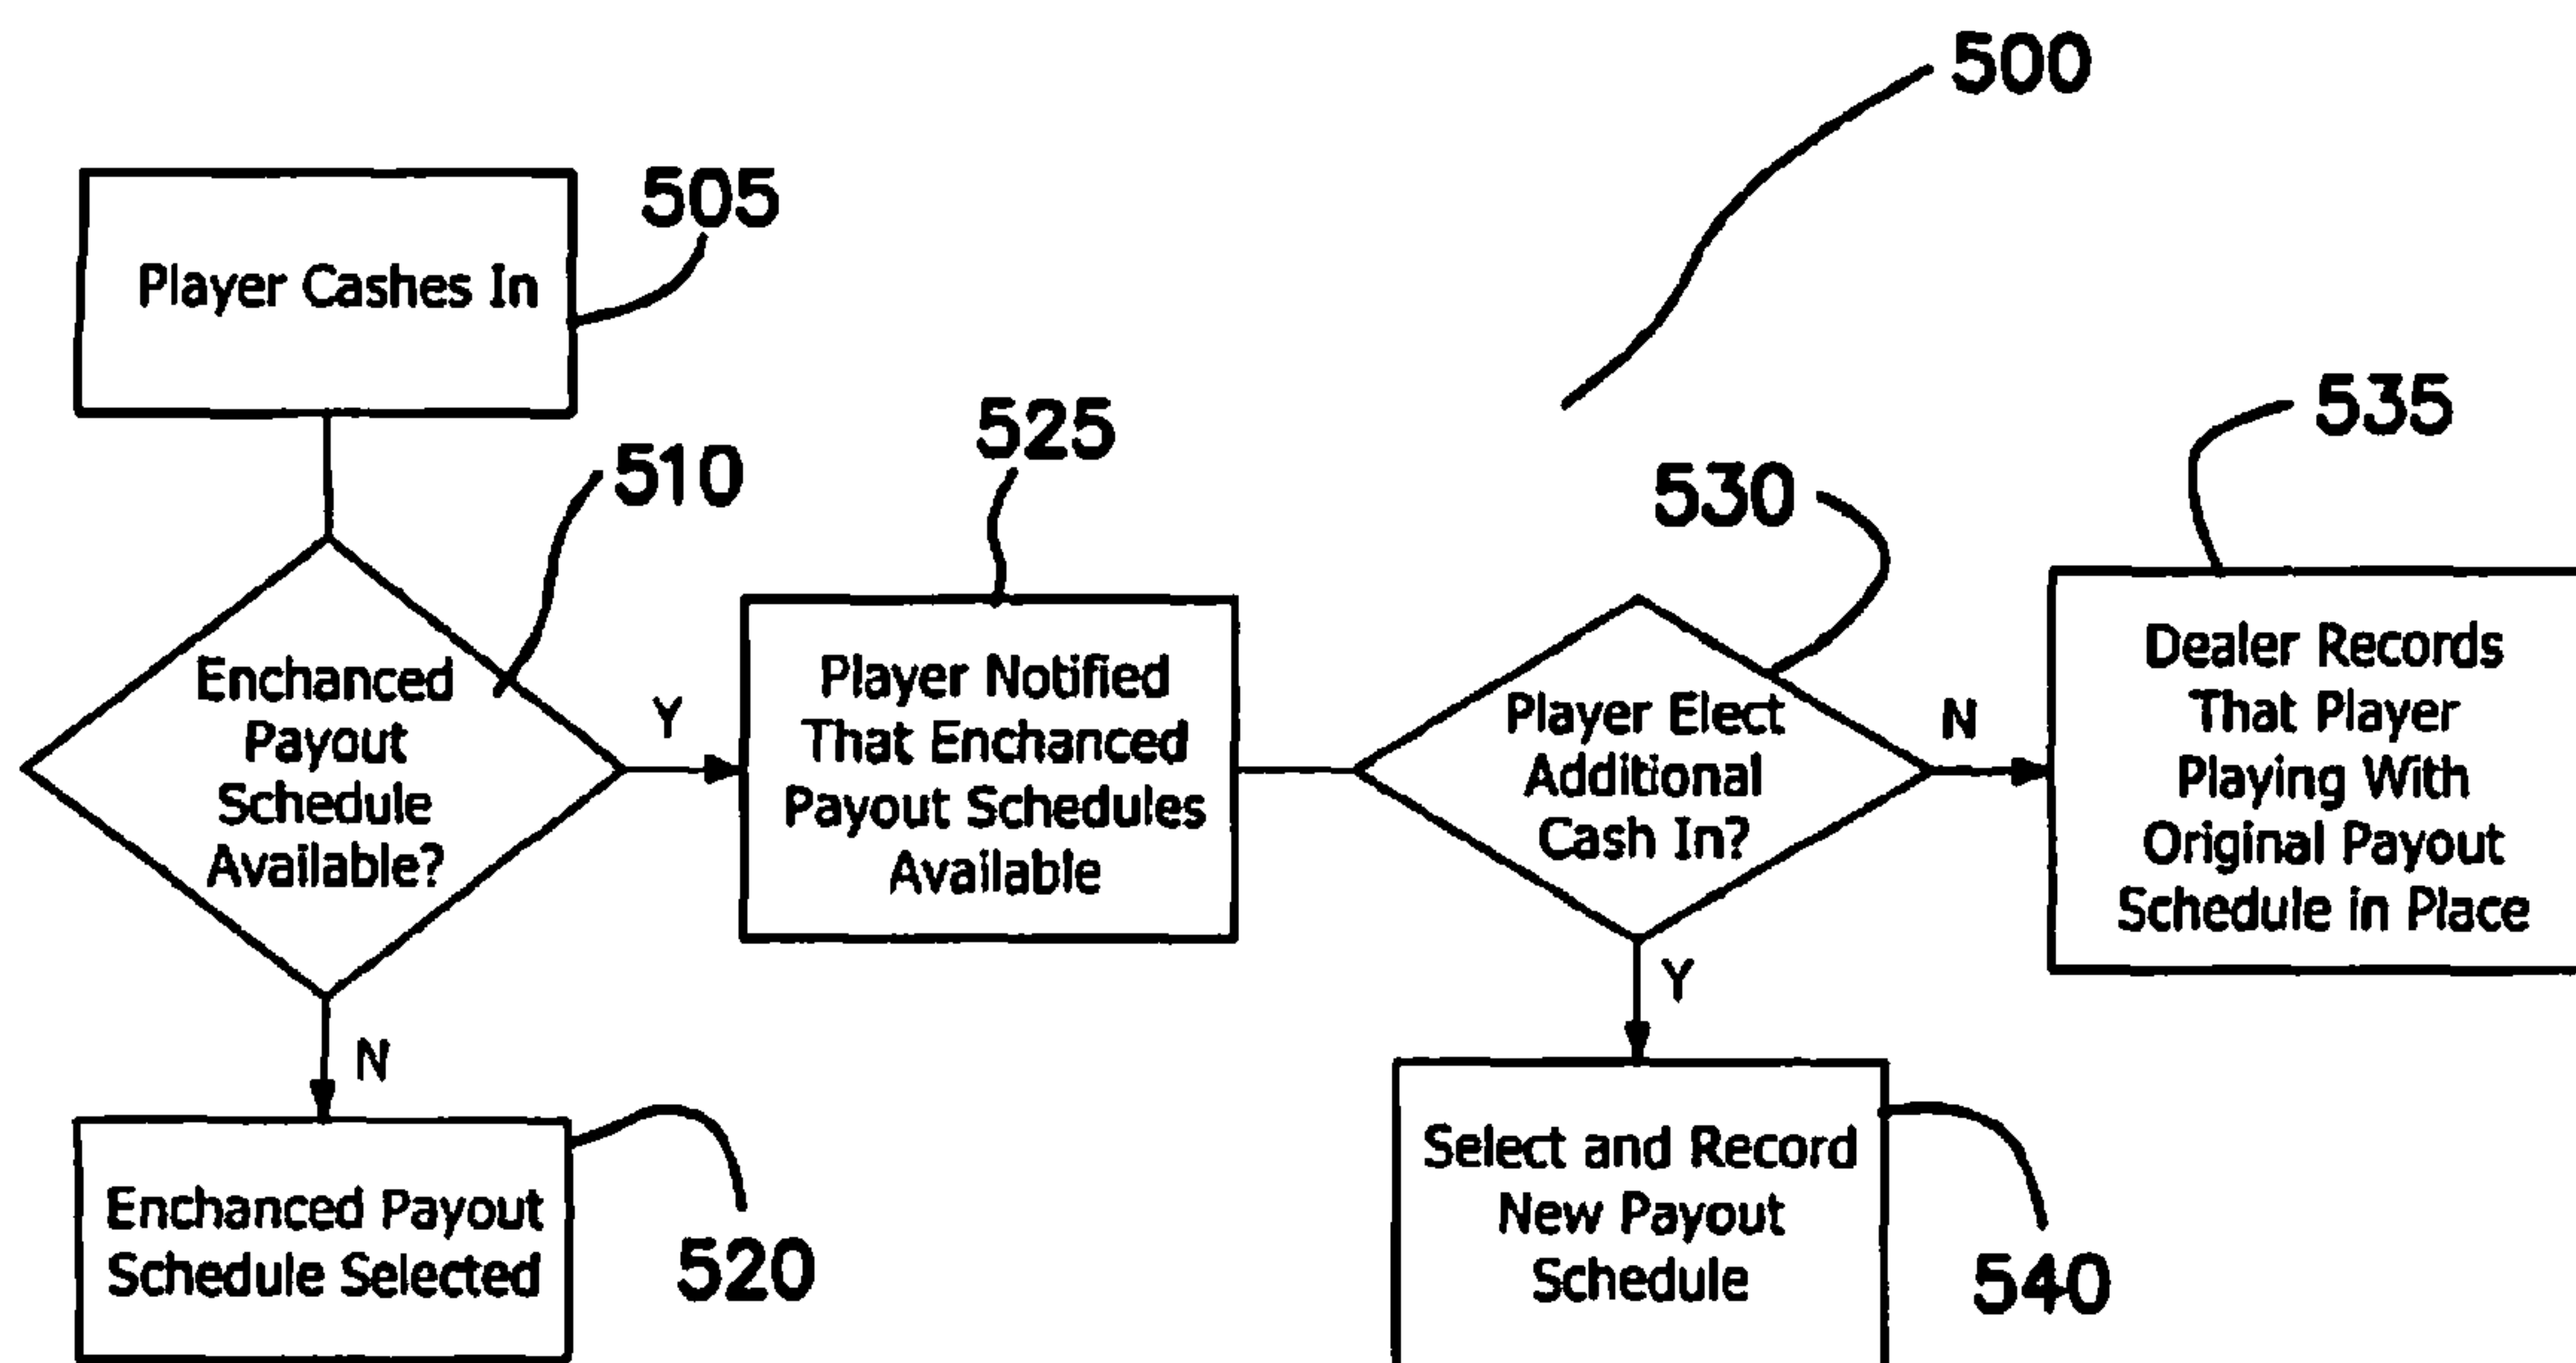 500
505
Player Cashes In
510
Enchanced
Payout
Schedule
Available?
Y
N
525
Player Notified
That Enchanced
Payout Schedules
Available
530
Player Elect
Additional
Cash In?
N
Y
535
Dealer Records
That Player
Playing With
Original Payout
Schedule in Place
Enchanced Payout
Schedule Selected
520
Select and Record
New Payout
Schedule
540